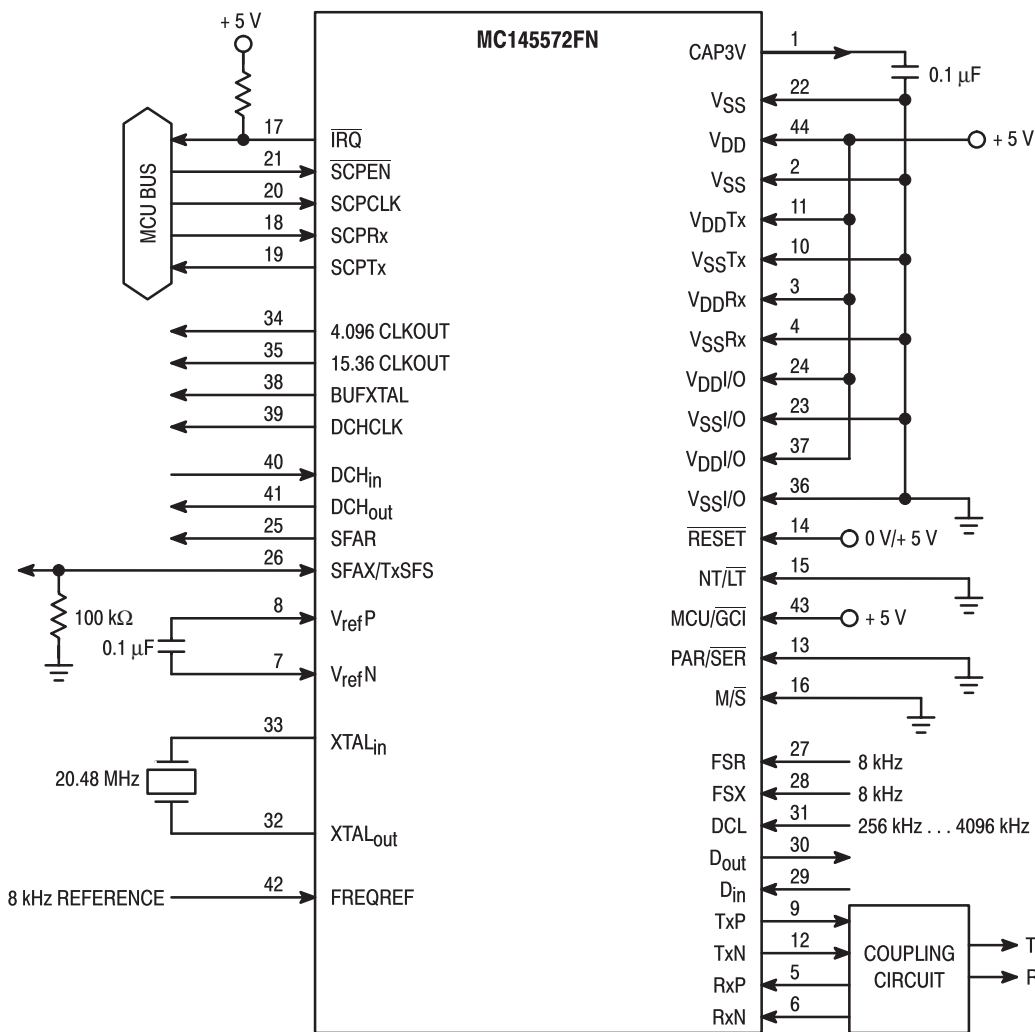 MC145572FN
+ 5 V
MCU BUS
17 IRQ
21 SCPEN
20 SCPCLK
18 SCPRx
19 SCPTx
34 4.096 CLKOUT
35 15.36 CLKOUT
38 BUFXTAL
39 DCHCLK
40 DCHin
41 DCHout
25 SFAR
26 SFAX/TxSFS
100 kΩ
8 VrefP
0.1 µF
7 VrefN
33 XTALin
20.48 MHz
32 XTALout
8 kHz REFERENCE 42 FREQREF
CAP3V 1
0.1 µF
VSS 22
VDD 44 + 5 V
VSS 2
VDDTx 11
VSSTx 10
VDDRx 3
VSSRx 4
VDDI/O 24
VSSI/O 23
VDDI/O 37
VSSI/O 36
RESET 14 0 V/+ 5 V
NT/LT 15
MCU/GCI 43 + 5 V
PAR/SER 13
M/S 16
FSR 27 8 kHz
FSX 28 8 kHz
DCL 31 256 kHz . . . 4096 kHz
Dout 30
Din 29
TxP 9
TxN 12
RxP 5
RxN 6
COUPLING
CIRCUIT
T